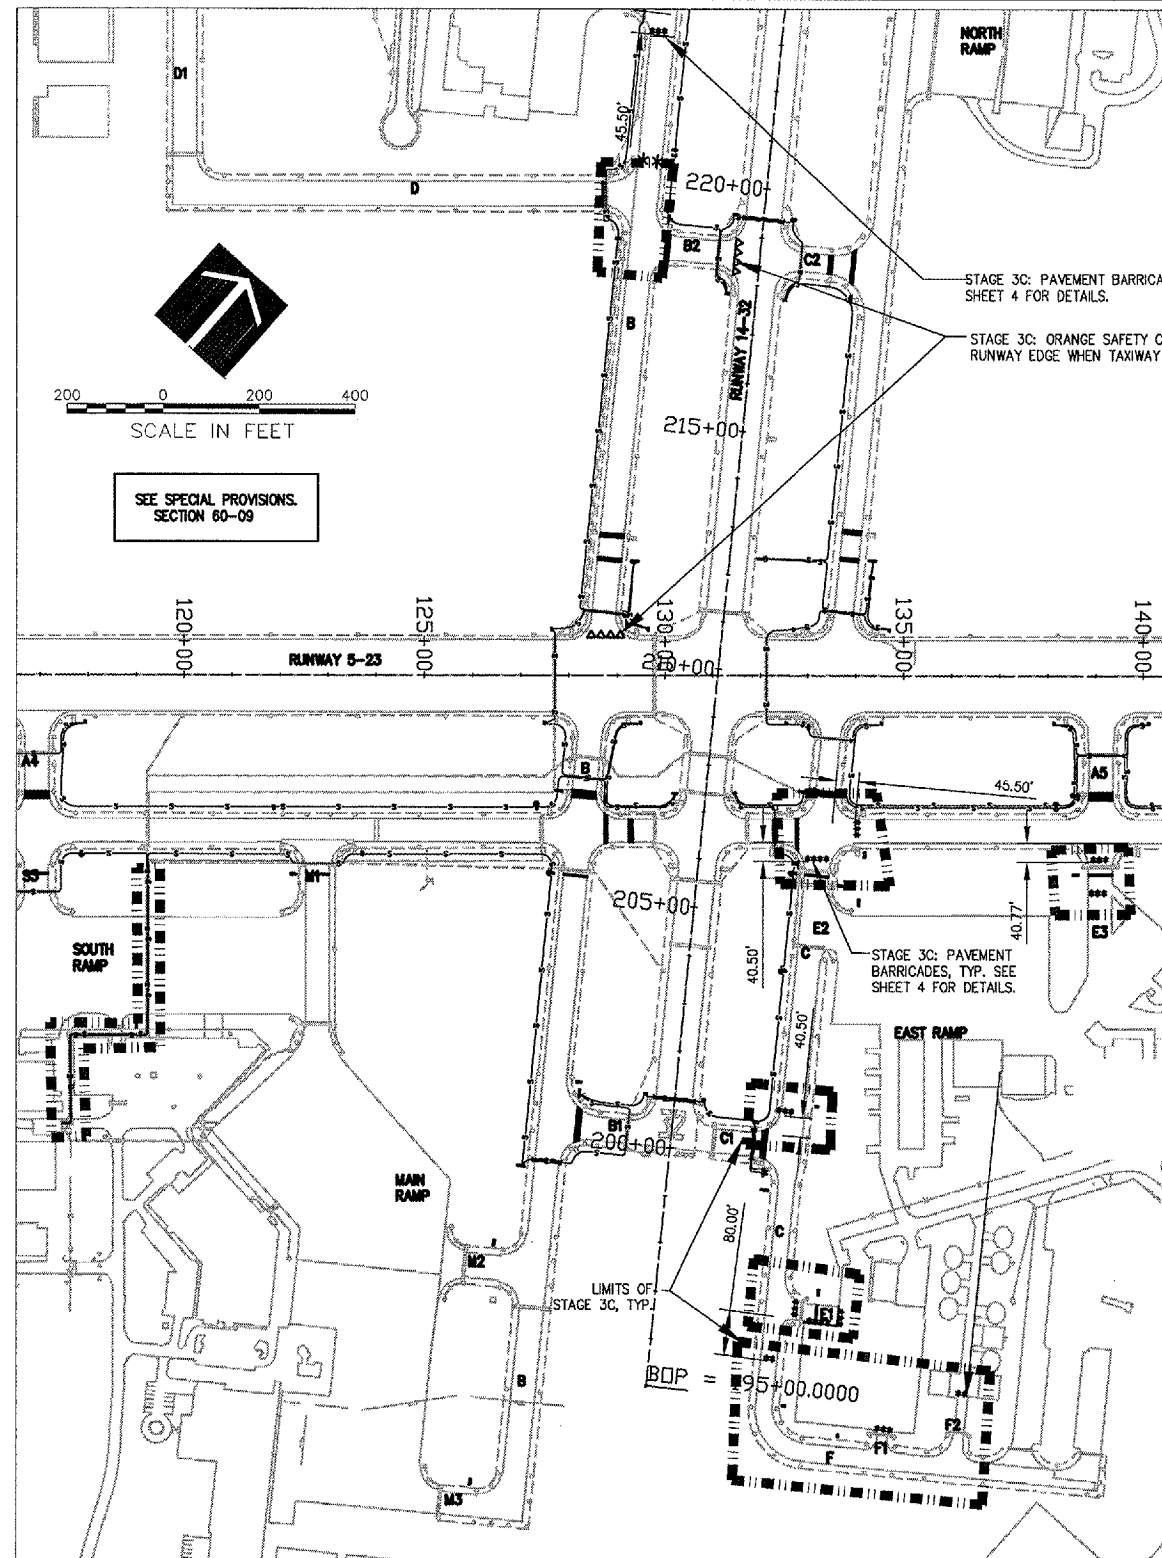 NORTH
RAMP
D1
45.50'
D
220+00
B2
C2
STAGE 3C: PAVEMENT BARRICA
SHEET 4 FOR DETAILS.
B
RUNWAY 14-32
STAGE 3C: ORANGE SAFETY C
RUNWAY EDGE WHEN TAXIWAY
200 0 200 400
SCALE IN FEET
215+00
SEE SPECIAL PROVISIONS.
SECTION 60-09
120+00
125+00
130+00
135+00
140+00
RUNWAY 5-23
210+00
A4
B
A5
45.50'
S3
M1
205+00
40.50'
E2
C
40.77'
E3
SOUTH
RAMP
STAGE 3C: PAVEMENT
BARRICADES, TYP. SEE
SHEET 4 FOR DETAILS.
EAST RAMP
40.50'
B1
C1
200+00
MAIN
RAMP
80.00'
C
M2
LIMITS OF
STAGE 3C, TYP.
E1
BOP = 95+00.0000
B
F2
F1
F
M3